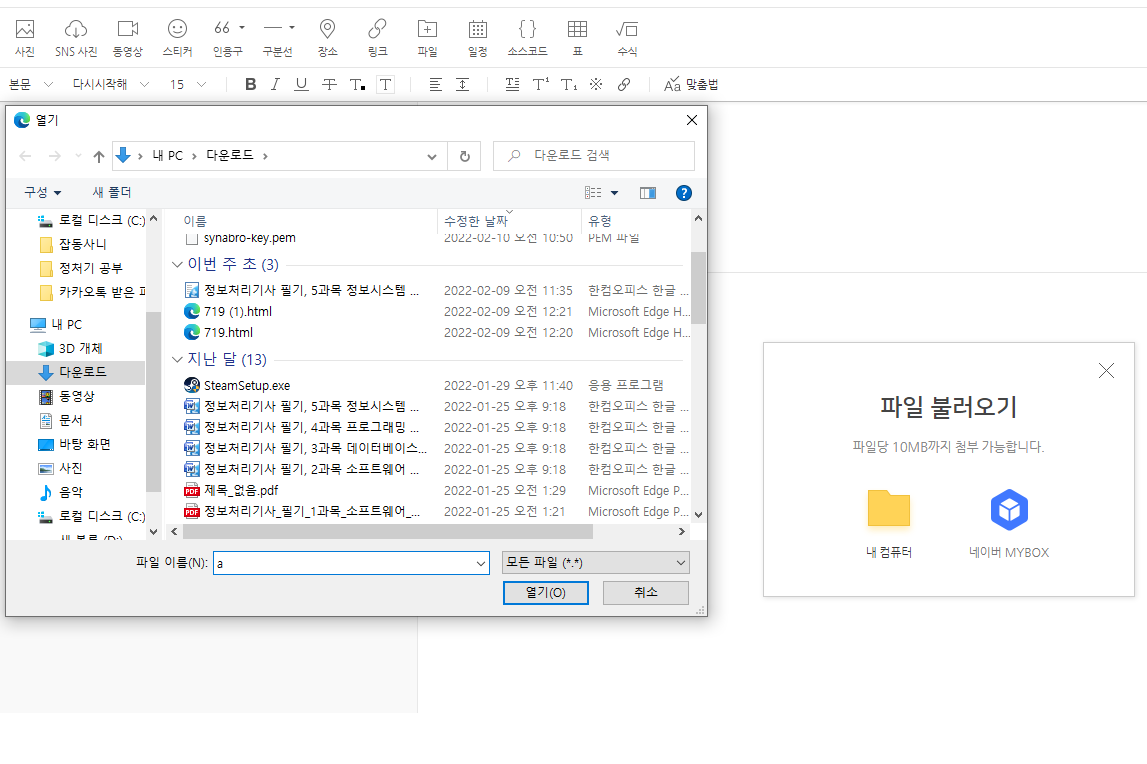 사진 SNS 사진 동영상 스티커 인용구 구분선 장소 링크 파일 일정 소스코드 표 수식
본문 다시시작해 15 B I U T T. T T¹ T₁ ※ 맞춤법
열기
내 PC 다운로드
다운로드 검색
구성 새 폴더
로컬 디스크 (C:)
잡동사니
정처기 공부
카카오톡 받은 파
내 PC
3D 개체
다운로드
동영상
문서
바탕 화면
사진
음악
로컬 디스크 (C:)
새 볼륨 (D:)
이름 수정한 날짜 유형
synabro-key.pem 2022-02-10 오전 10:50 PEM 파일
이번 주 초 (3)
정보처리기사 필기, 5과목 정보시스템 ... 2022-02-09 오전 11:35 한컴오피스 한글 ...
719 (1).html 2022-02-09 오전 12:21 Microsoft Edge H...
719.html 2022-02-09 오전 12:20 Microsoft Edge H...
지난 달 (13)
SteamSetup.exe 2022-01-29 오후 11:40 응용 프로그램
정보처리기사 필기, 5과목 정보시스템 ... 2022-01-25 오후 9:18 한컴오피스 한글 ...
정보처리기사 필기, 4과목 프로그래밍 ... 2022-01-25 오후 9:18 한컴오피스 한글 ...
정보처리기사 필기, 3과목 데이터베이스... 2022-01-25 오후 9:18 한컴오피스 한글 ...
정보처리기사 필기, 2과목 소프트웨어 ... 2022-01-25 오후 9:18 한컴오피스 한글 ...
제목_없음.pdf 2022-01-25 오전 1:29 Microsoft Edge P...
정보처리기사_필기_1과목_소프트웨어_... 2022-01-25 오전 1:21 Microsoft Edge P...
파일 이름(N): a 모든 파일 (*.*)
열기(O) 취소
파일 불러오기
파일당 10MB까지 첨부 가능합니다.
내 컴퓨터 네이버 MYBOX